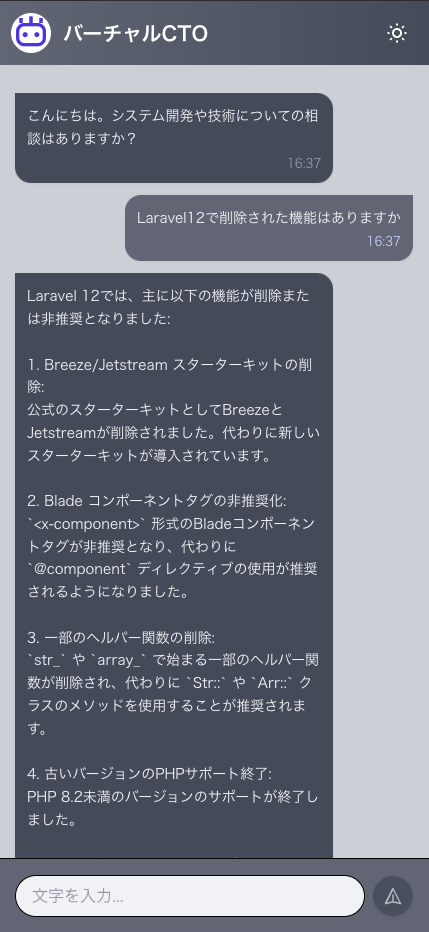 バーチャルCTO
こんにちは。システム開発や技術についての相
談はありますか？
16:37
Laravel12で削除された機能はありますか
16:37
Laravel 12では、主に以下の機能が削除また
は非推奨となりました:
1. Breeze/Jetstream スターターキットの削
除:
公式のスターターキットとしてBreezeと
Jetstreamが削除されました。代わりに新しい
スターターキットが導入されています。
2. Blade コンポーネントタグの非推奨化:
`<x-component>` 形式のBladeコンポーネン
トタグが非推奨となり、代わりに
`@component` ディレクティブの使用が推奨
されるようになりました。
3. 一部のヘルパー関数の削除:
`str_` や `array_` で始まる一部のヘルパー関
数が削除され、代わりに `Str::` や `Arr::` ク
ラスのメソッドを使用することが推奨されま
す。
4. 古いバージョンのPHPサポート終了:
PHP 8.2未満のバージョンのサポートが終了し
ました。
文字を入力...